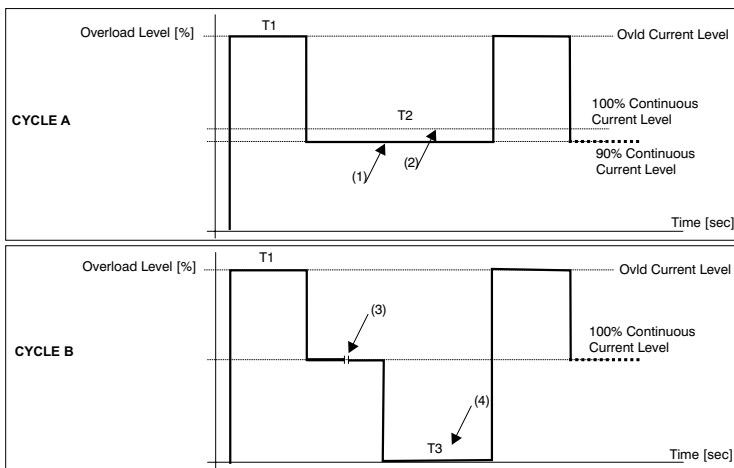 Overload Level [%]
T1
Ovld Current Level
100% Continuous
Current Level
CYCLE A
T2
90% Continuous
Current Level
(1)
(2)
Time [sec]
Overload Level [%]
T1
Ovld Current Level
(3)
100% Continuous
Current Level
CYCLE B
(4)
T3
Time [sec]